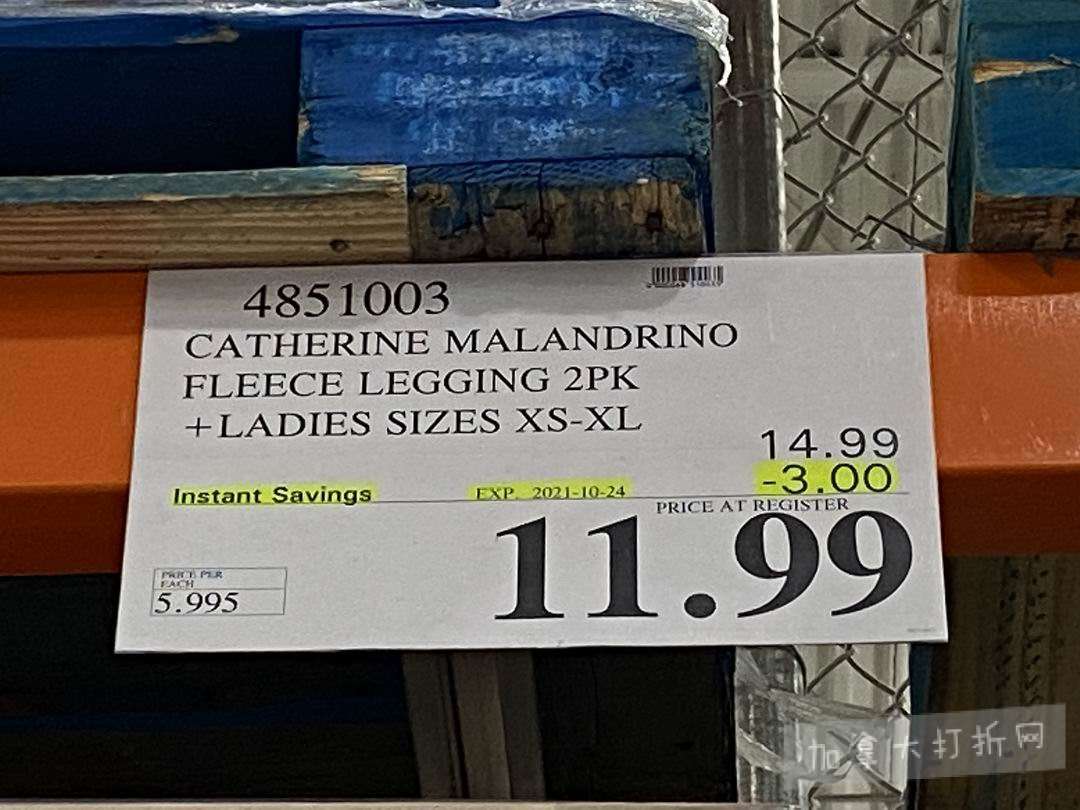 4851003
CATHERINE MALANDRINO
FLEECE LEGGING 2PK
+LADIES SIZES XS-XL
14.99
Instant Savings EXP. 2021-10-24 -3.00
PRICE AT REGISTER
11.99
PRICE PER
EACH
5.995
加拿大打折网